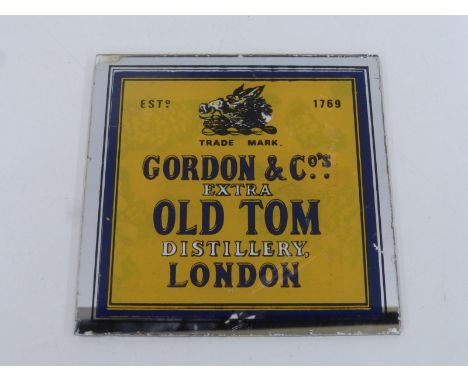 ESTº 1769
TRADE MARK.
GORDON & Cº'S.
EXTRA
OLD TOM
DISTILLERY,
LONDON